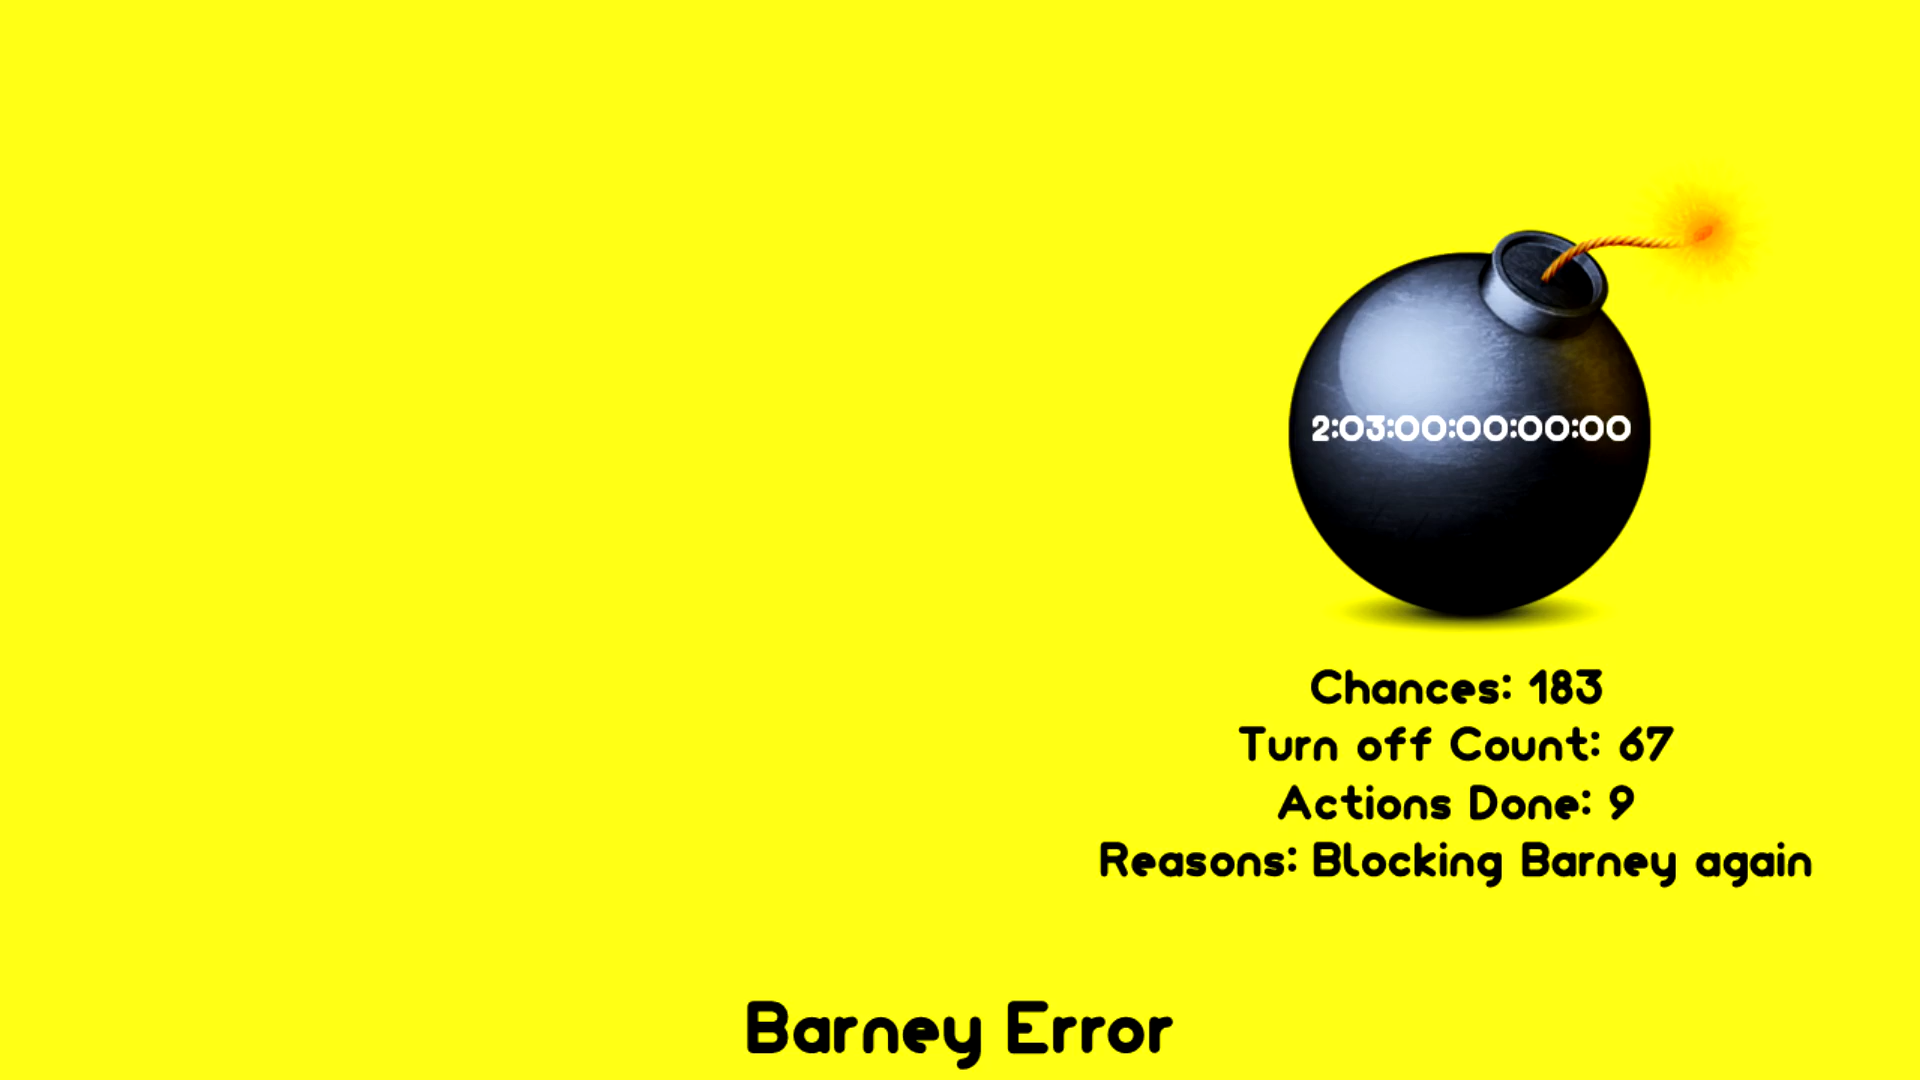 2:03:00:00:00:00
Chances: 183
Turn off Count: 67
Actions Done: 9
Reasons: Blocking Barney again
Barney Error